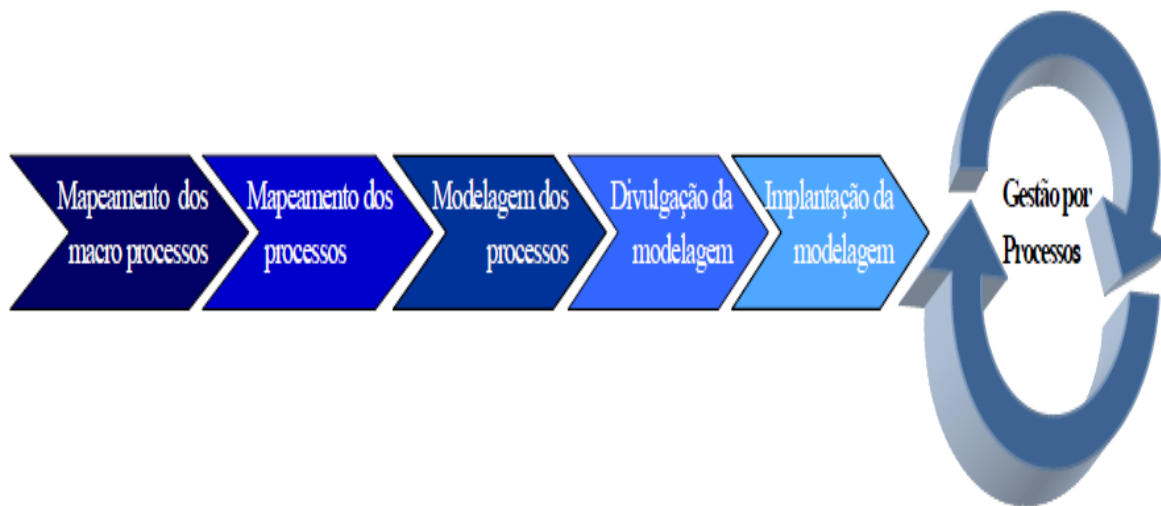 Mapeamento dos
macro processos
Mapeamento dos
processos
Modelagem dos
processos
Divulgação da
modelagem
Implantação da
modelagem
Gestão por
Processos